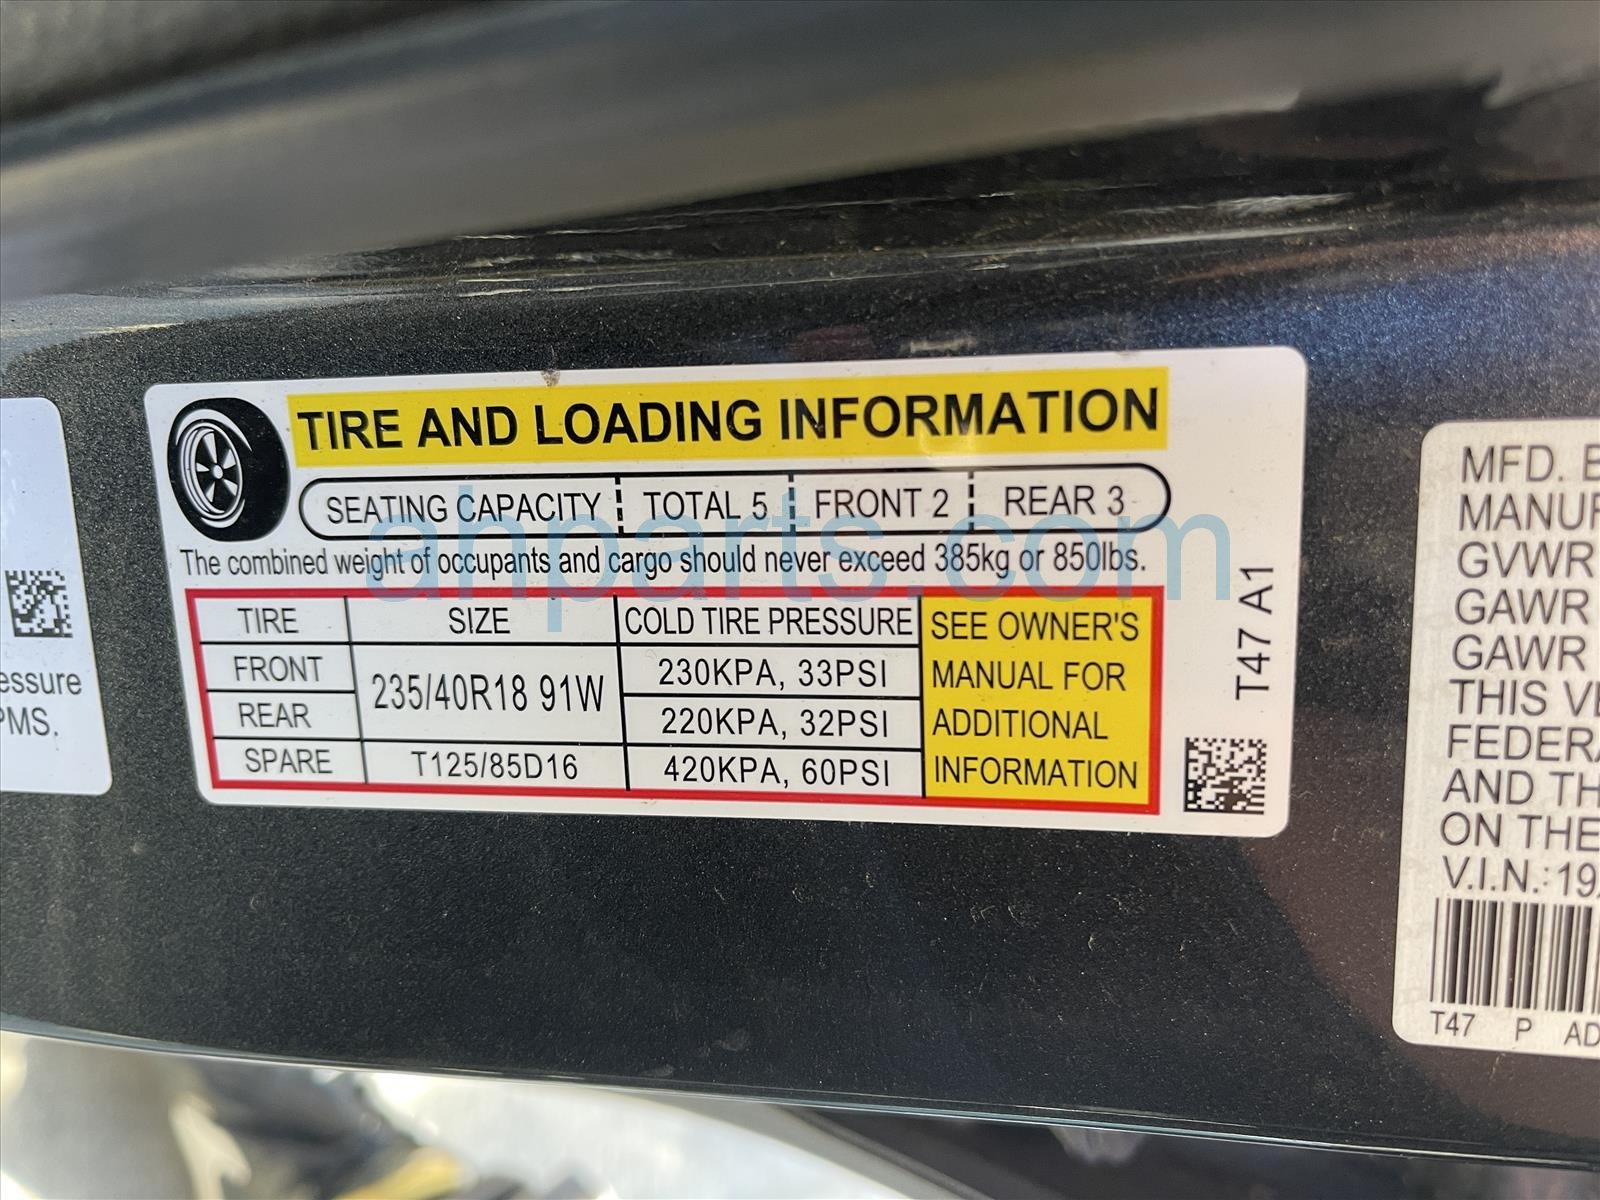 essure
PMS.
TIRE AND LOADING INFORMATION
SEATING CAPACITY TOTAL 5 FRONT 2 REAR 3
The combined weight of occupants and cargo should never exceed 385kg or 850lbs.
TIRE SIZE COLD TIRE PRESSURE
FRONT 235/40R18 91W 230KPA, 33PSI
REAR 220KPA, 32PSI
SPARE T125/85D16 420KPA, 60PSI
SEE OWNER'S
MANUAL FOR
ADDITIONAL
INFORMATION
T47 A1
ahparts.com
MFD. B
MANUF
GVWR
GAWR
GAWR
THIS VE
FEDERA
AND TH
ON THE
V.I.N.: 19
T47 P AD